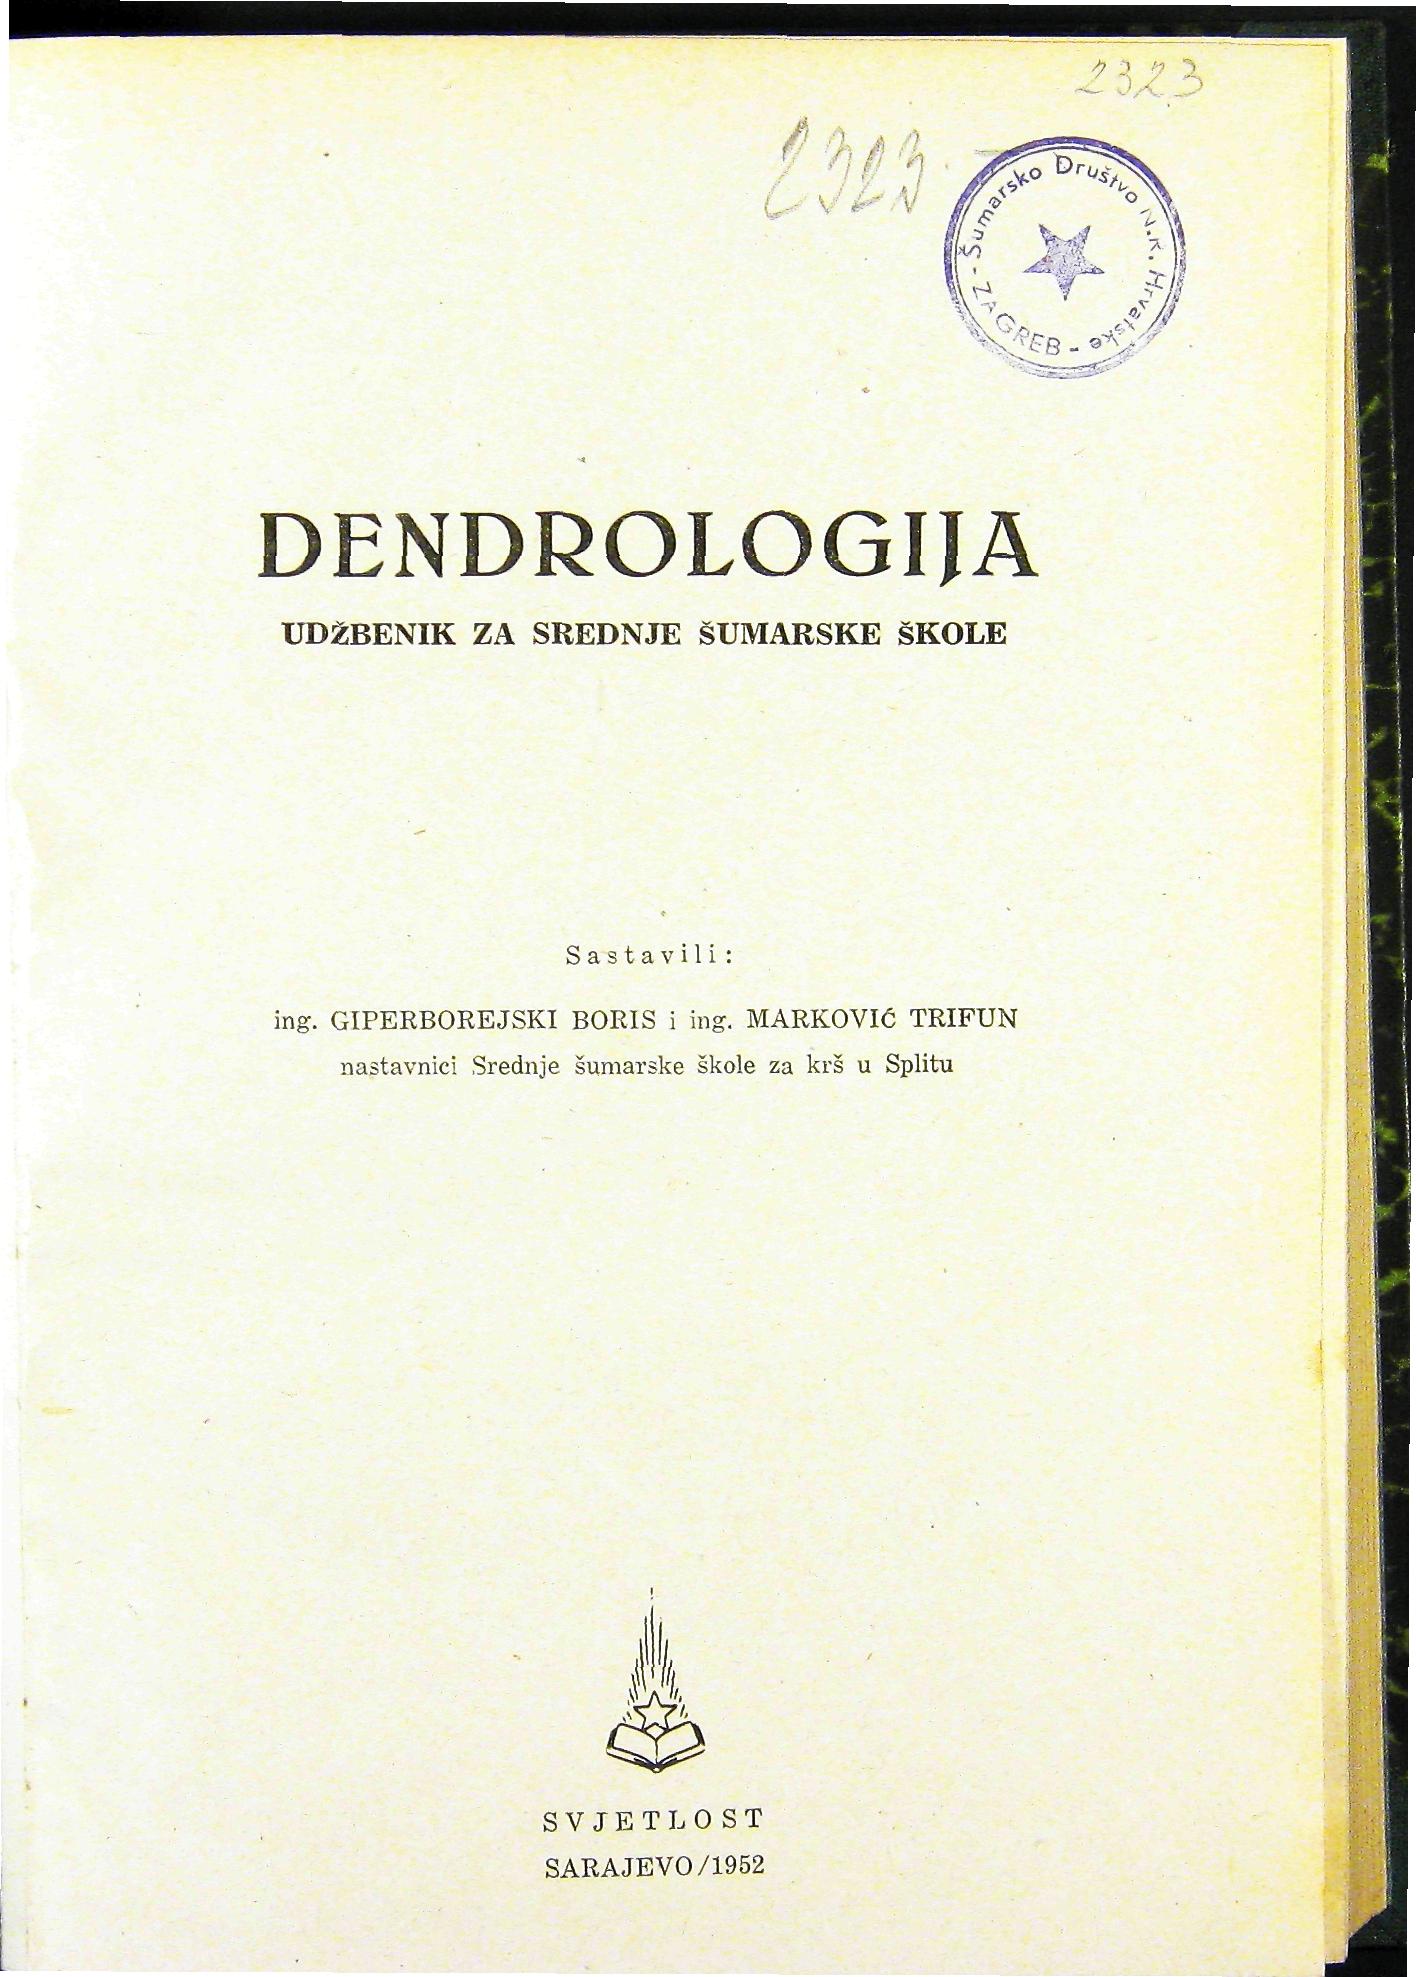 2323
2323
Šumarsko Društvo N.R. Hrvatske
- ZAGREB -
DENDROLOGIJA
UDŽBENIK ZA SREDNJE ŠUMARSKE ŠKOLE
Sastavili:
ing. GIPERBOREJSKI BORIS i ing. MARKOVIĆ TRIFUN
nastavnici Srednje šumarske škole za krš u Splitu
SVJETLOST
SARAJEVO/1952